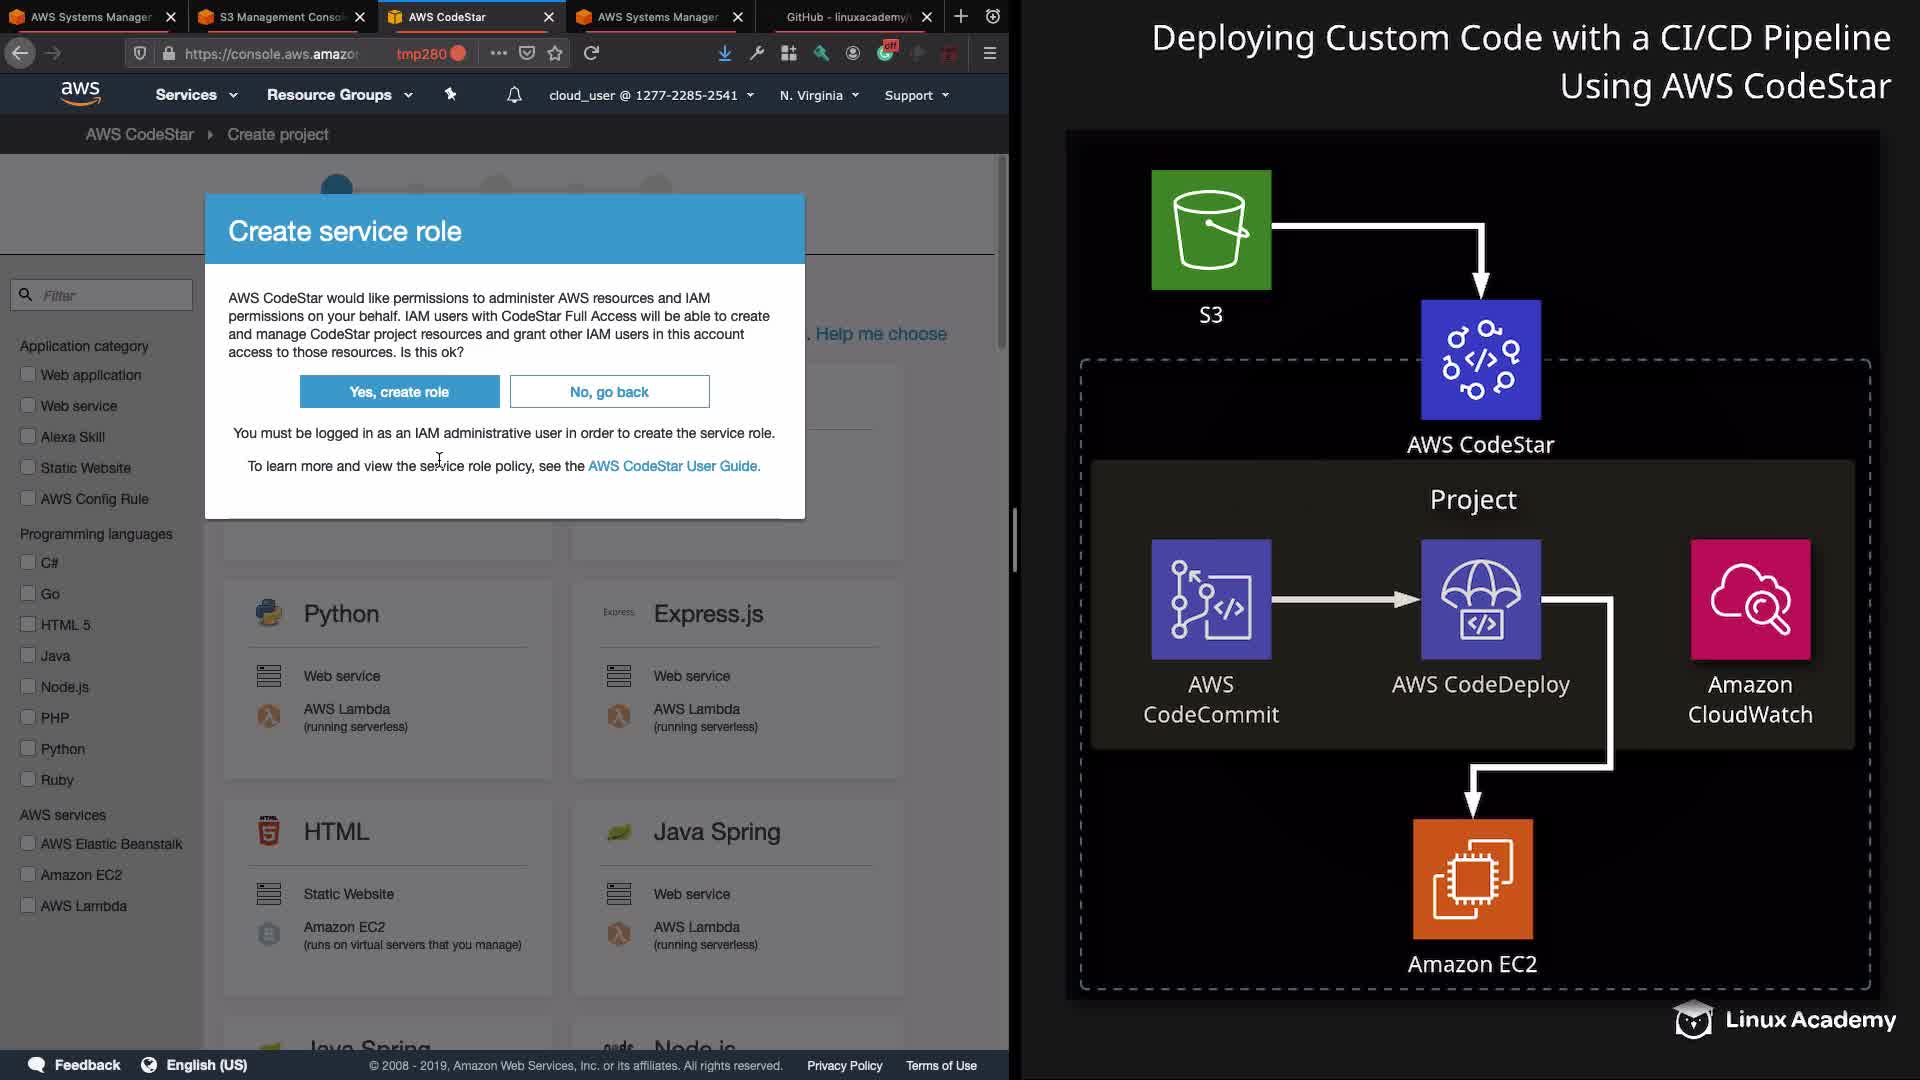 AWS Systems Manager
S3 Management Consol
AWS CodeStar
AWS Systems Manager
GitHub - linuxacademy/
https://console.aws.amazo
tmp280
off
aws
Services
Resource Groups
cloud_user @ 1277-2285-2541
N. Virginia
Support
AWS CodeStar
Create project
Create service role
AWS CodeStar would like permissions to administer AWS resources and IAM
permissions on your behalf. IAM users with CodeStar Full Access will be able to create
and manage CodeStar project resources and grant other IAM users in this account
access to those resources. Is this ok?
Yes, create role
No, go back
You must be logged in as an IAM administrative user in order to create the service role.
To learn more and view the service role policy, see the AWS CodeStar User Guide.
. Help me choose
Filter
Application category
Web application
Web service
Alexa Skill
Static Website
AWS Config Rule
Programming languages
C#
Go
HTML 5
Java
Node.js
PHP
Python
Ruby
AWS services
AWS Elastic Beanstalk
Amazon EC2
AWS Lambda
Python
Web service
AWS Lambda
(running serverless)
Express
Express.js
Web service
AWS Lambda
(running serverless)
HTML
Static Website
Amazon EC2
(runs on virtual servers that you manage)
Java Spring
Web service
AWS Lambda
(running serverless)
Java Spring
Node.js
Feedback
English (US)
© 2008 - 2019, Amazon Web Services, Inc. or its affiliates. All rights reserved.
Privacy Policy
Terms of Use
Deploying Custom Code with a CI/CD Pipeline
Using AWS CodeStar
S3
AWS CodeStar
Project
AWS
CodeCommit
AWS CodeDeploy
Amazon
CloudWatch
Amazon EC2
Linux Academy